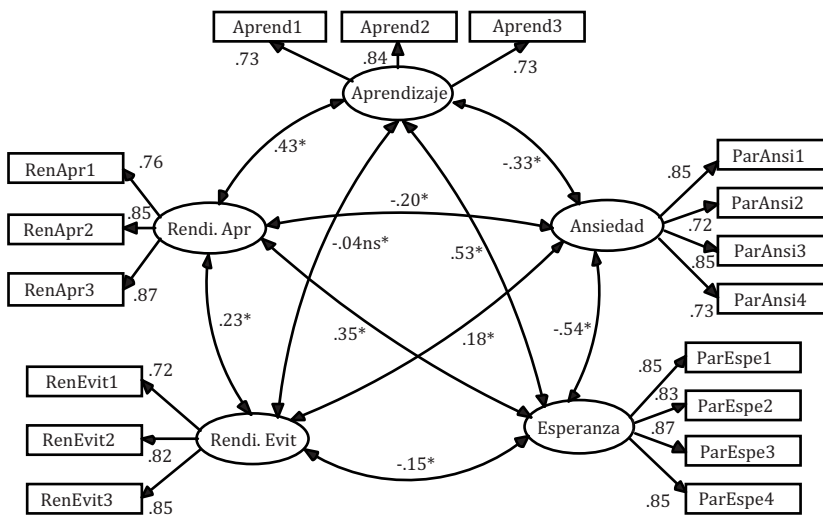 Aprend1
Aprend2
Aprend3
.73
.84
.73
Aprendizaje
.43*
-.33*
RenApr1
RenApr2
RenApr3
.76
.85
.87
Rendi. Apr
-.20*
Ansiedad
.85
.72
.85
.73
ParAnsi1
ParAnsi2
ParAnsi3
ParAnsi4
-.04ns*
.53*
.23*
.35*
.18*
-.54*
RenEvit1
RenEvit2
RenEvit3
.72
.82
.85
Rendi. Evit
-.15*
Esperanza
.85
.83
.87
.85
ParEspe1
ParEspe2
ParEspe3
ParEspe4